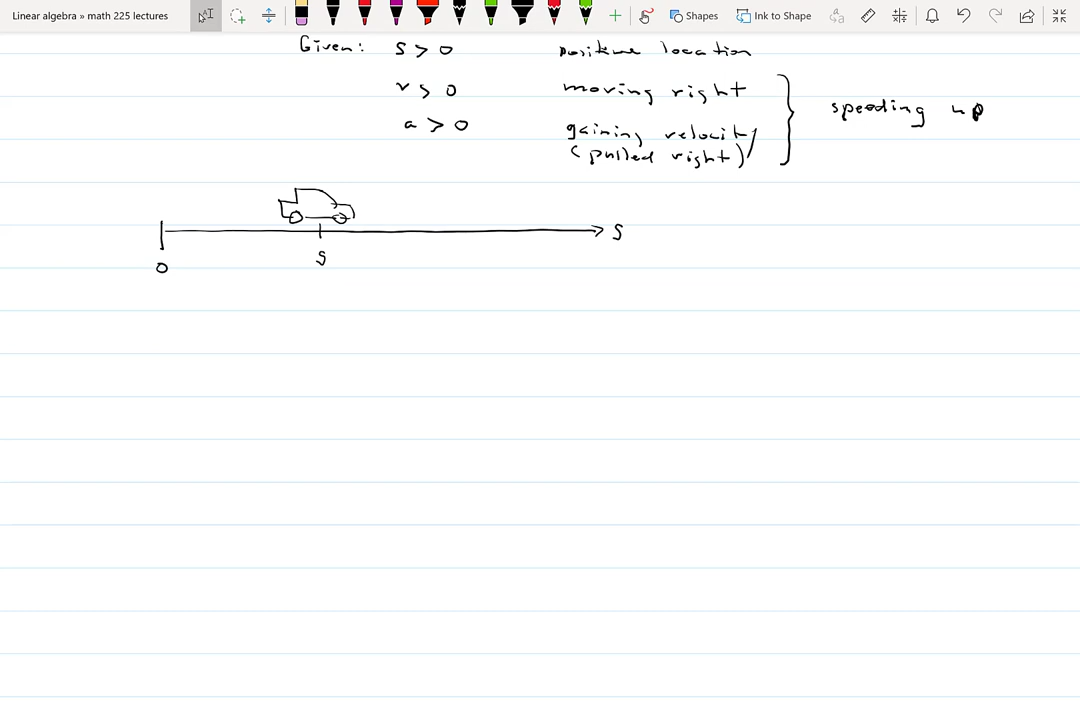 Linear algebra » math 225 lectures
Shapes
Ink to Shape
Given: s > 0 positive location
v > 0 moving right
speeding up
a > 0 gaining velocity
(pulled right)
s
0 s